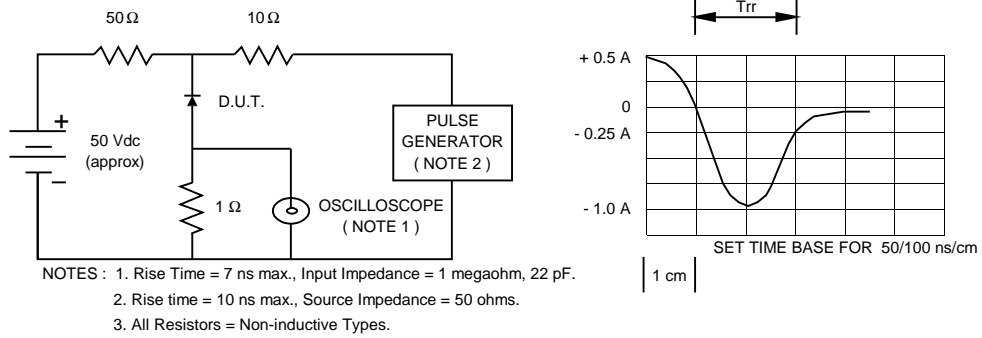 50 Ω
10 Ω
D.U.T.
+
50 Vdc
(approx)
−
1 Ω
OSCILLOSCOPE
( NOTE 1 )
PULSE
GENERATOR
( NOTE 2 )
Trr
+ 0.5 A
0
- 0.25 A
- 1.0 A
SET TIME BASE FOR 50/100 ns/cm
1 cm
NOTES : 1. Rise Time = 7 ns max., Input Impedance = 1 megaohm, 22 pF.
2. Rise time = 10 ns max., Source Impedance = 50 ohms.
3. All Resistors = Non-inductive Types.